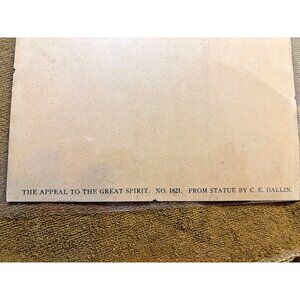 THE APPEAL TO THE GREAT SPIRIT. NO. 1821. FROM STATUE BY C. E. DALLIN.